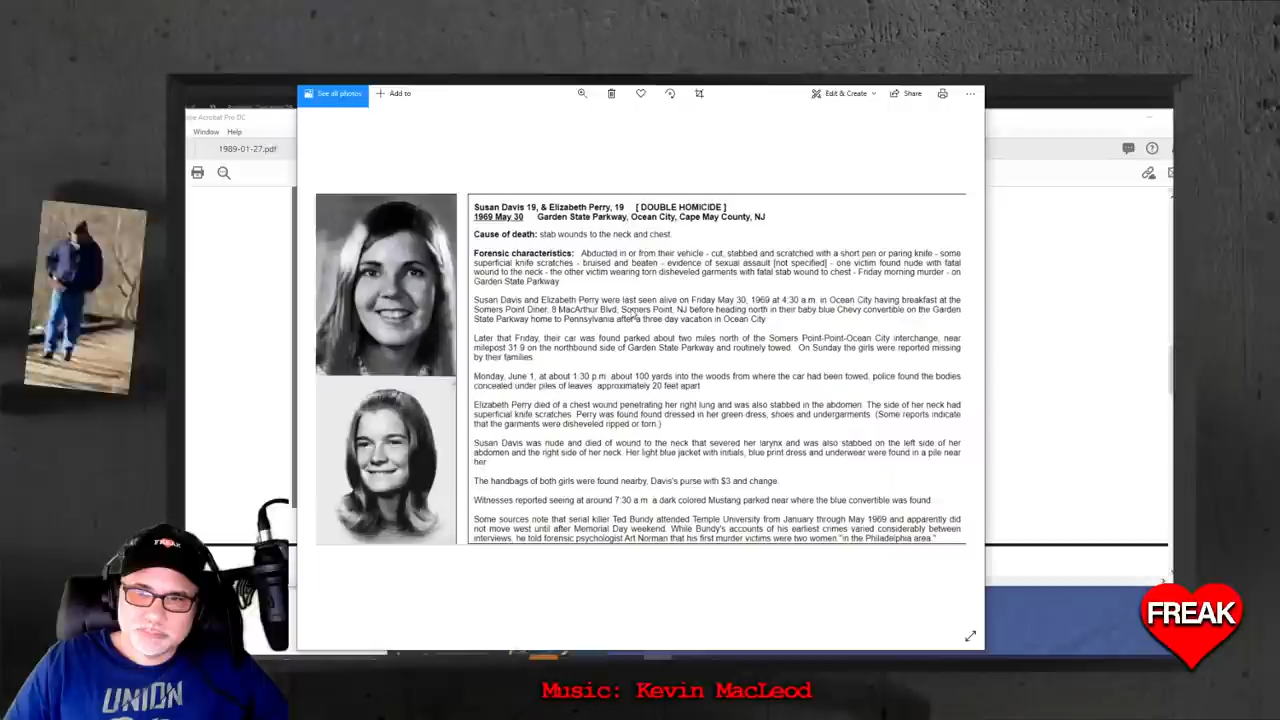 See all photos
Add to
Edit & Create
Share
Window Help
1989-01-27.pdf
Susan Davis 19, & Elizabeth Perry, 19 [ DOUBLE HOMICIDE ]
1969 May 30 Garden State Parkway, Ocean City, Cape May County, NJ
Cause of death: stab wounds to the neck and chest.
Forensic characteristics: Abducted in or from their vehicle - cut, stabbed and scratched with a short pen or paring knife - some
superficial knife scratches - bruised and beaten - evidence of sexual assault [not specified] - one victim found nude with fatal
wound to the neck - the other victim wearing torn disheveled garments with fatal stab wound to chest - Friday morning murder - on
Garden State Parkway
Susan Davis and Elizabeth Perry were last seen alive on Friday May 30, 1969 at 4:30 a.m. in Ocean City having breakfast at the
Somers Point Diner, 8 MacArthur Blvd, Somers Point, NJ before heading north in their baby blue Chevy convertible on the Garden
State Parkway home to Pennsylvania after a three day vacation in Ocean City
Later that Friday, their car was found parked about two miles north of the Somers Point-Point-Ocean City interchange, near
milepost 31.9 on the northbound side of Garden State Parkway and routinely towed. On Sunday the girls were reported missing
by their families.
Monday, June 1, at about 1:30 p.m. about 100 yards into the woods from where the car had been towed, police found the bodies
concealed under piles of leaves approximately 20 feet apart
Elizabeth Perry died of a chest wound penetrating her right lung and was also stabbed in the abdomen. The side of her neck had
superficial knife scratches. Perry was found found dressed in her green dress, shoes and undergarments. (Some reports indicate
that the garments were disheveled ripped or torn.)
Susan Davis was nude and died of wound to the neck that severed her larynx and was also stabbed on the left side of her
abdomen and the right side of her neck. Her light blue jacket with initials, blue print dress and underwear were found in a pile near
her
The handbags of both girls were found nearby, Davis's purse with $3 and change.
Witnesses reported seeing at around 7:30 a.m a dark colored Mustang parked near where the blue convertible was found
Some sources note that serial killer Ted Bundy attended Temple University from January through May 1969 and apparently did
not move west until after Memorial Day weekend. While Bundy's accounts of his earliest crimes varied considerably between
interviews, he told forensic psychologist Art Norman that his first murder victims were two women "in the Philadelphia area."
FREAK
FREAK
UNION
Music: Kevin MacLeod